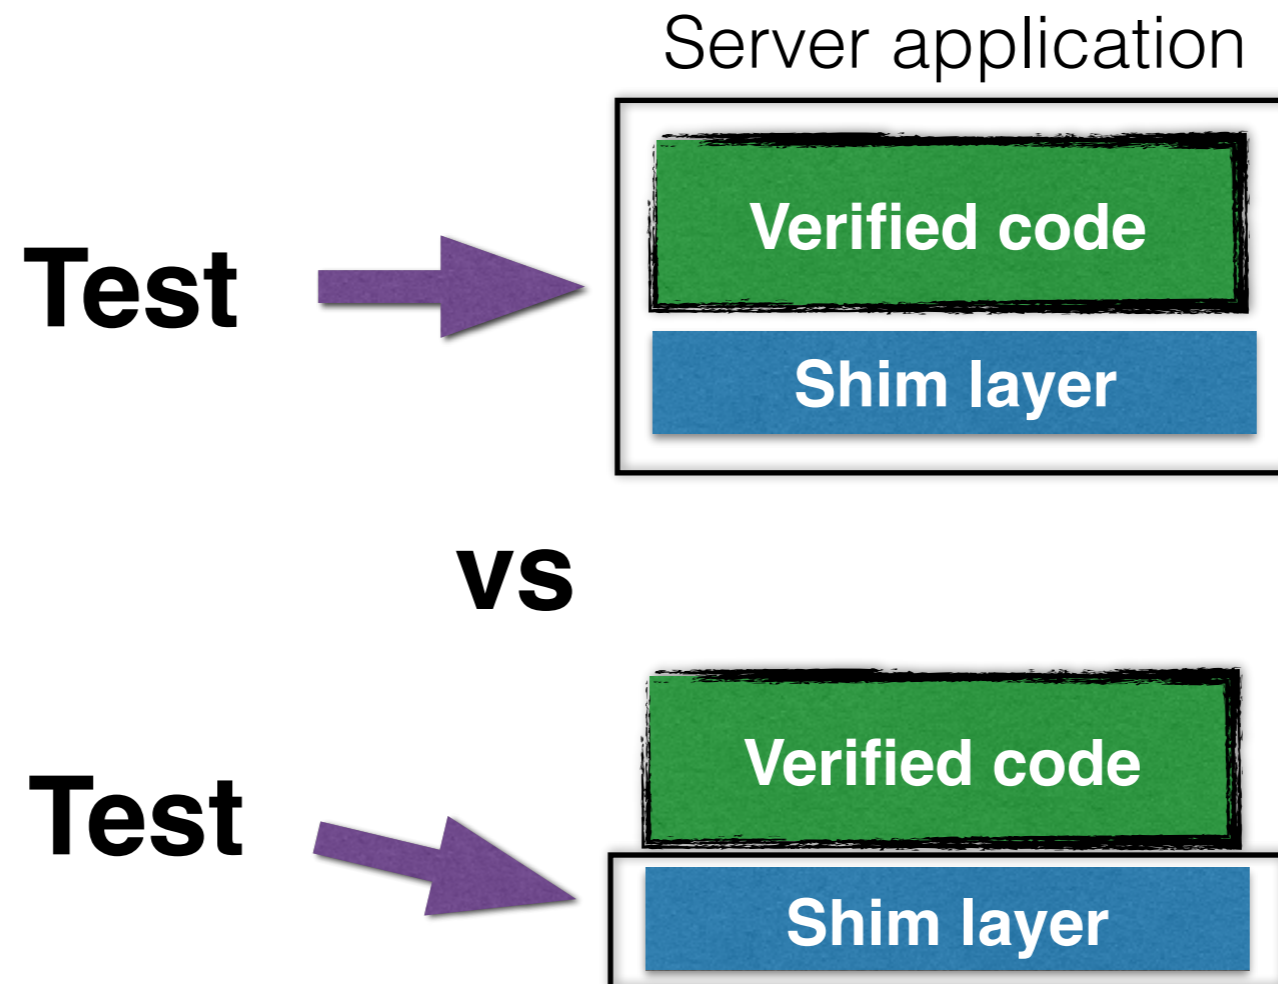 Server application
Verified code
Test
Shim layer
vs
Verified code
Test
Shim layer